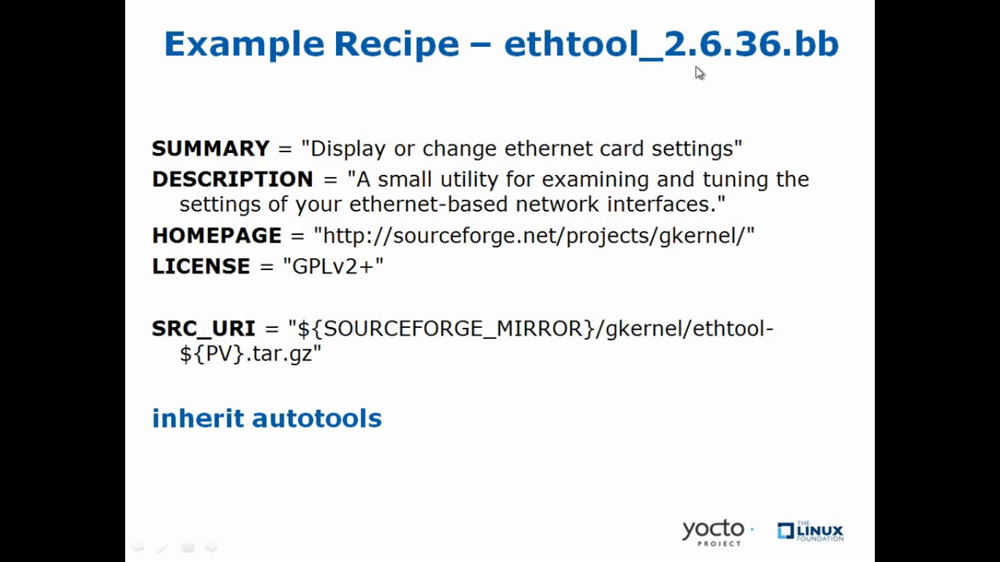 Example Recipe – ethtool_2.6.36.bb
SUMMARY = "Display or change ethernet card settings"
DESCRIPTION = "A small utility for examining and tuning the
settings of your ethernet-based network interfaces."
HOMEPAGE = "http://sourceforge.net/projects/gkernel/"
LICENSE = "GPLv2+"
SRC_URI = "${SOURCEFORGE_MIRROR}/gkernel/ethtool-
${PV}.tar.gz"
inherit autotools
yocto
PROJECT
THE
LINUX
FOUNDATION